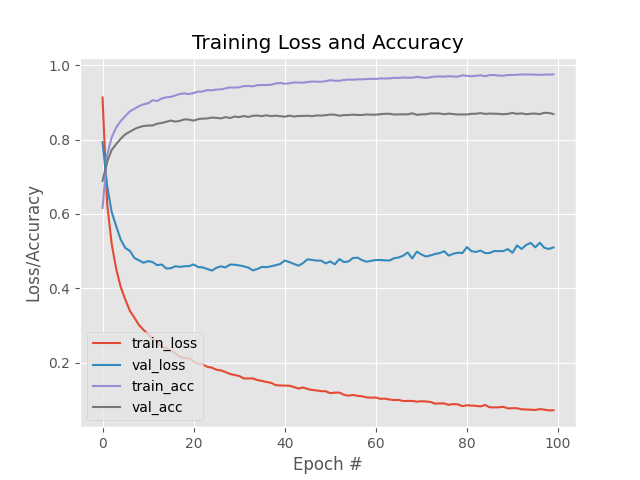 Training Loss and Accuracy
1.0
0.8
0.6
0.4
0.2
Loss/Accuracy
train_loss
val_loss
train_acc
val_acc
0 20 40 60 80 100
Epoch #